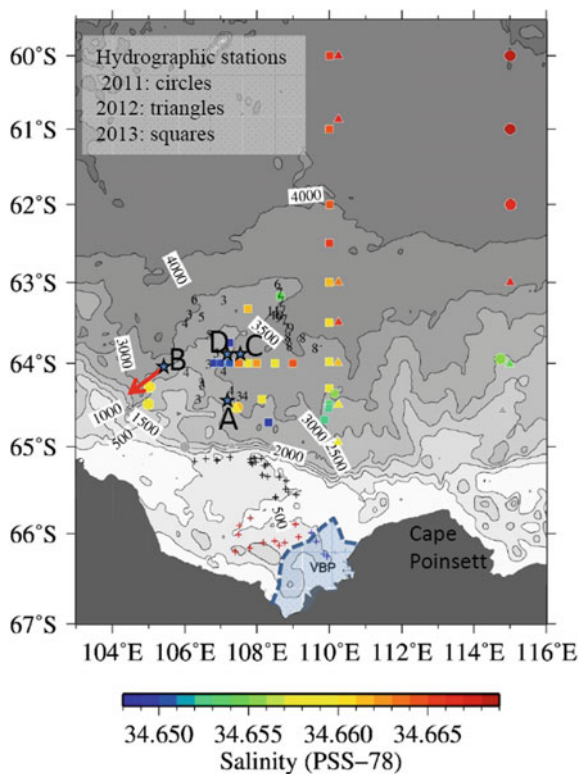 Hydrographic stations
2011: circles
2012: triangles
2013: squares
60°S
61°S
62°S
63°S
64°S
65°S
66°S
67°S
4000
4000
3500
3000
1000
1500
500
2000
3000
2500
500
D
C
B
A
Cape
Poinsett
VBP
104°E 106°E 108°E 110°E 112°E 114°E 116°E
34.650 34.655 34.660 34.665
Salinity (PSS-78)